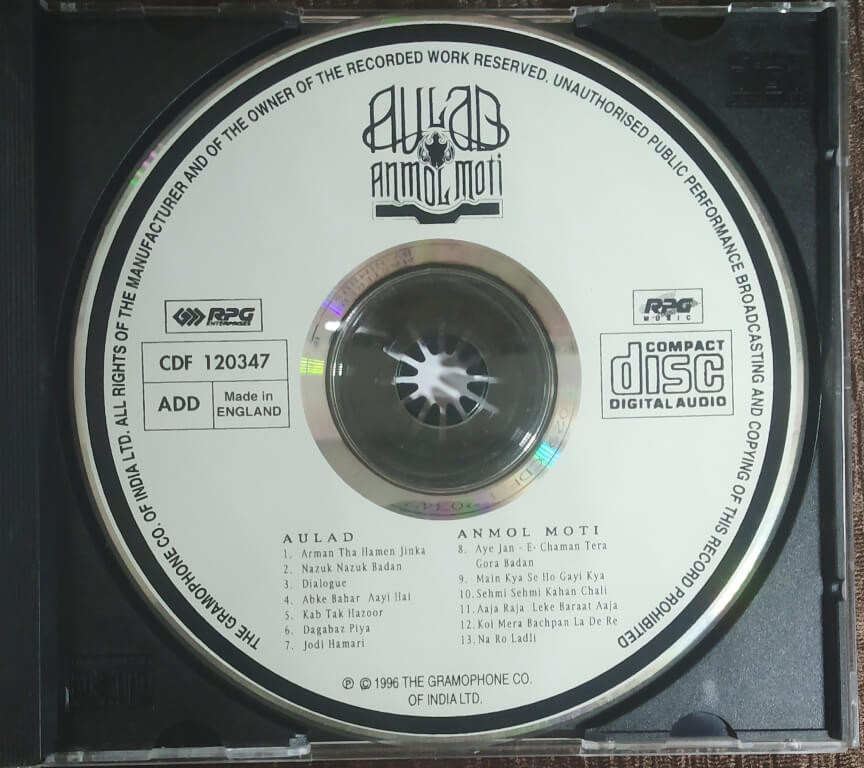 THE GRAMOPHONE CO. OF INDIA LTD. ALL RIGHTS OF THE MANUFACTURER AND OF THE OWNER OF THE RECORDED WORK RESERVED. UNAUTHORISED PUBLIC PERFORMANCE BROADCASTING AND COPYING OF THIS RECORD PROHIBITED
AULAD
ANMOL MOTI
RPG
ENTERPRISES
RPG
MUSIC
CDF 120347
ADD
Made in
ENGLAND
COMPACT
disc
DIGITAL AUDIO
AULAD
1. Arman Tha Hamen Jinka
2. Nazuk Nazuk Badan
3. Dialogue
4. Abke Bahar Aayi Hai
5. Kab Tak Hazoor
6. Dagabaz Piya
7. Jodi Hamari
ANMOL MOTI
8. Aye Jan - E- Chaman Tera
Gora Badan
9. Main Kya Se Ho Gayi Kya
10. Sehmi Sehmi Kahan Chali
11. Aaja Raja Leke Baraat Aaja
12. Koi Mera Bachpan La De Re
13. Na Ro Ladli
℗ © 1996 THE GRAMOPHONE CO.
OF INDIA LTD.